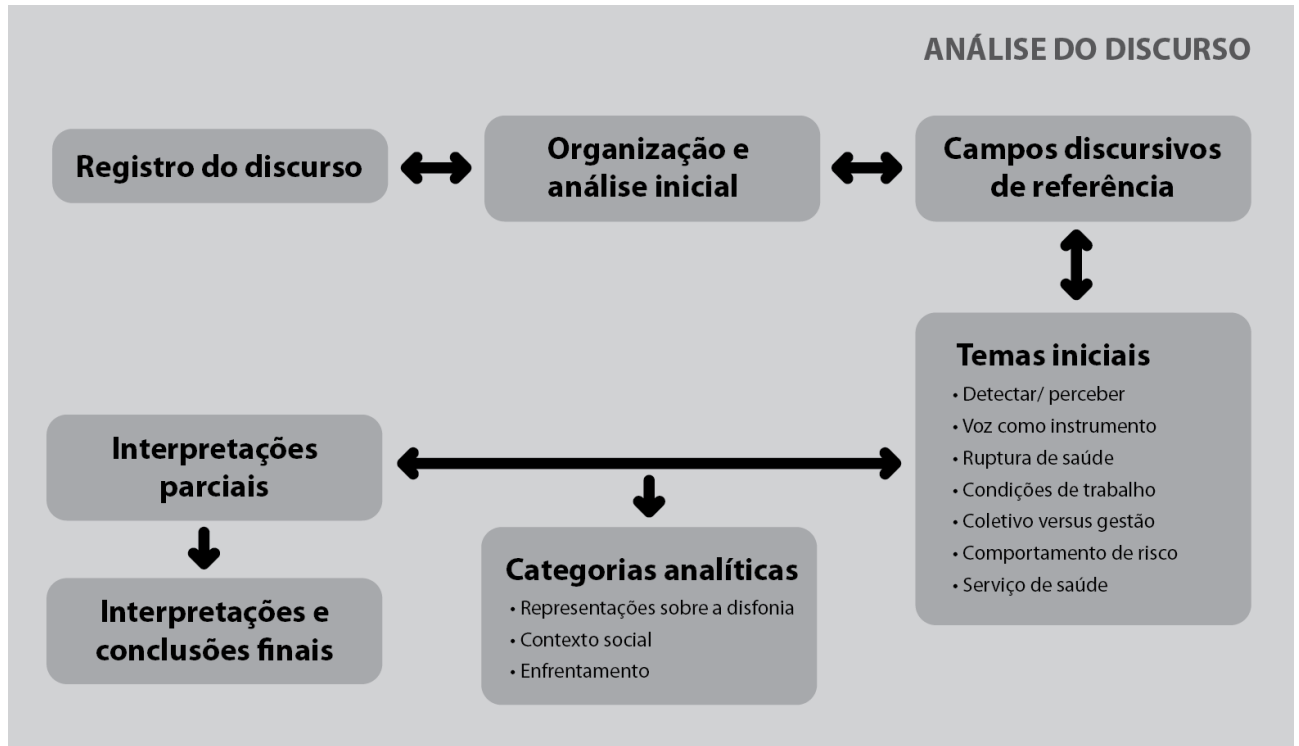 ANÁLISE DO DISCURSO
Registro do discurso
Organização e
análise inicial
Campos discursivos
de referência
Temas iniciais
• Detectar/ perceber
• Voz como instrumento
• Ruptura de saúde
• Condições de trabalho
• Coletivo versus gestão
• Comportamento de risco
• Serviço de saúde
Interpretações
parciais
Categorias analíticas
• Representações sobre a disfonia
• Contexto social
• Enfrentamento
Interpretações e
conclusões finais